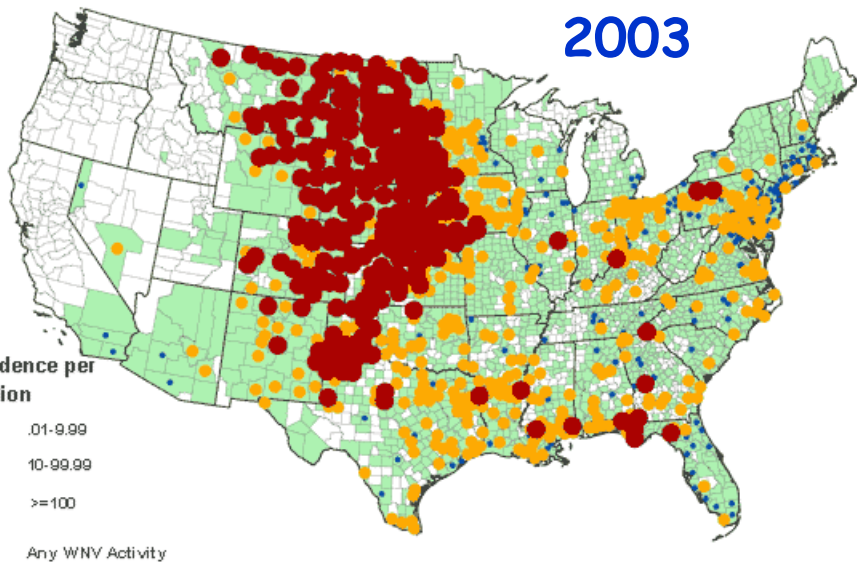 2003
dence per
ion
.01-9.99
10-99.99
>=100
Any WNV Activity